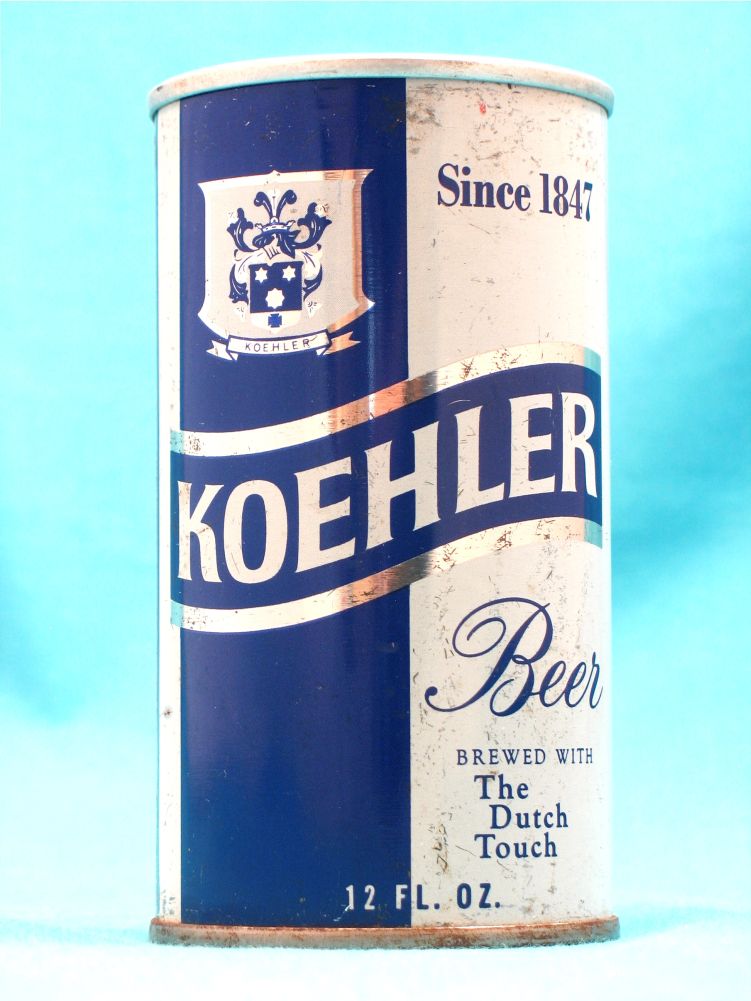 Since 1847
KOEHLER
KOEHLER
Beer
BREWED WITH
The
Dutch
Touch
12 FL. OZ.